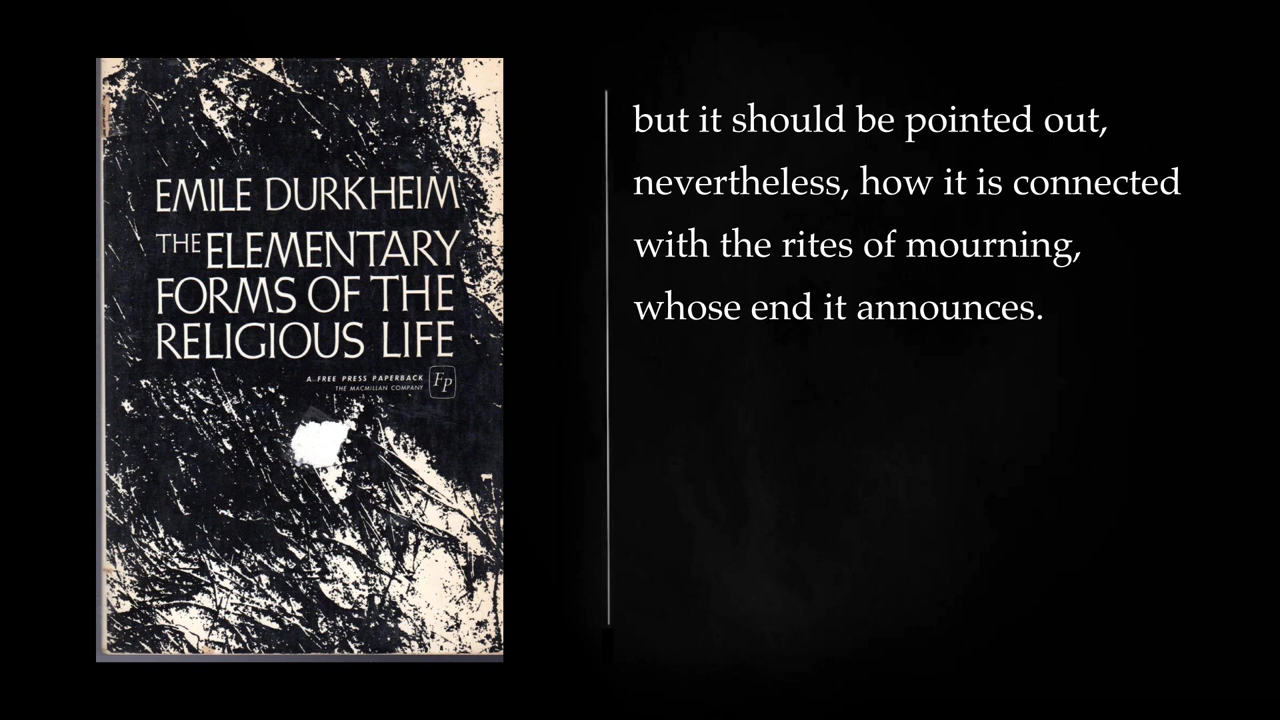 EMILE DURKHEIM
THE ELEMENTARY
FORMS OF THE
RELIGIOUS LIFE
A FREE PRESS PAPERBACK
THE MACMILLAN COMPANY
FP
but it should be pointed out,
nevertheless, how it is connected
with the rites of mourning,
whose end it announces.